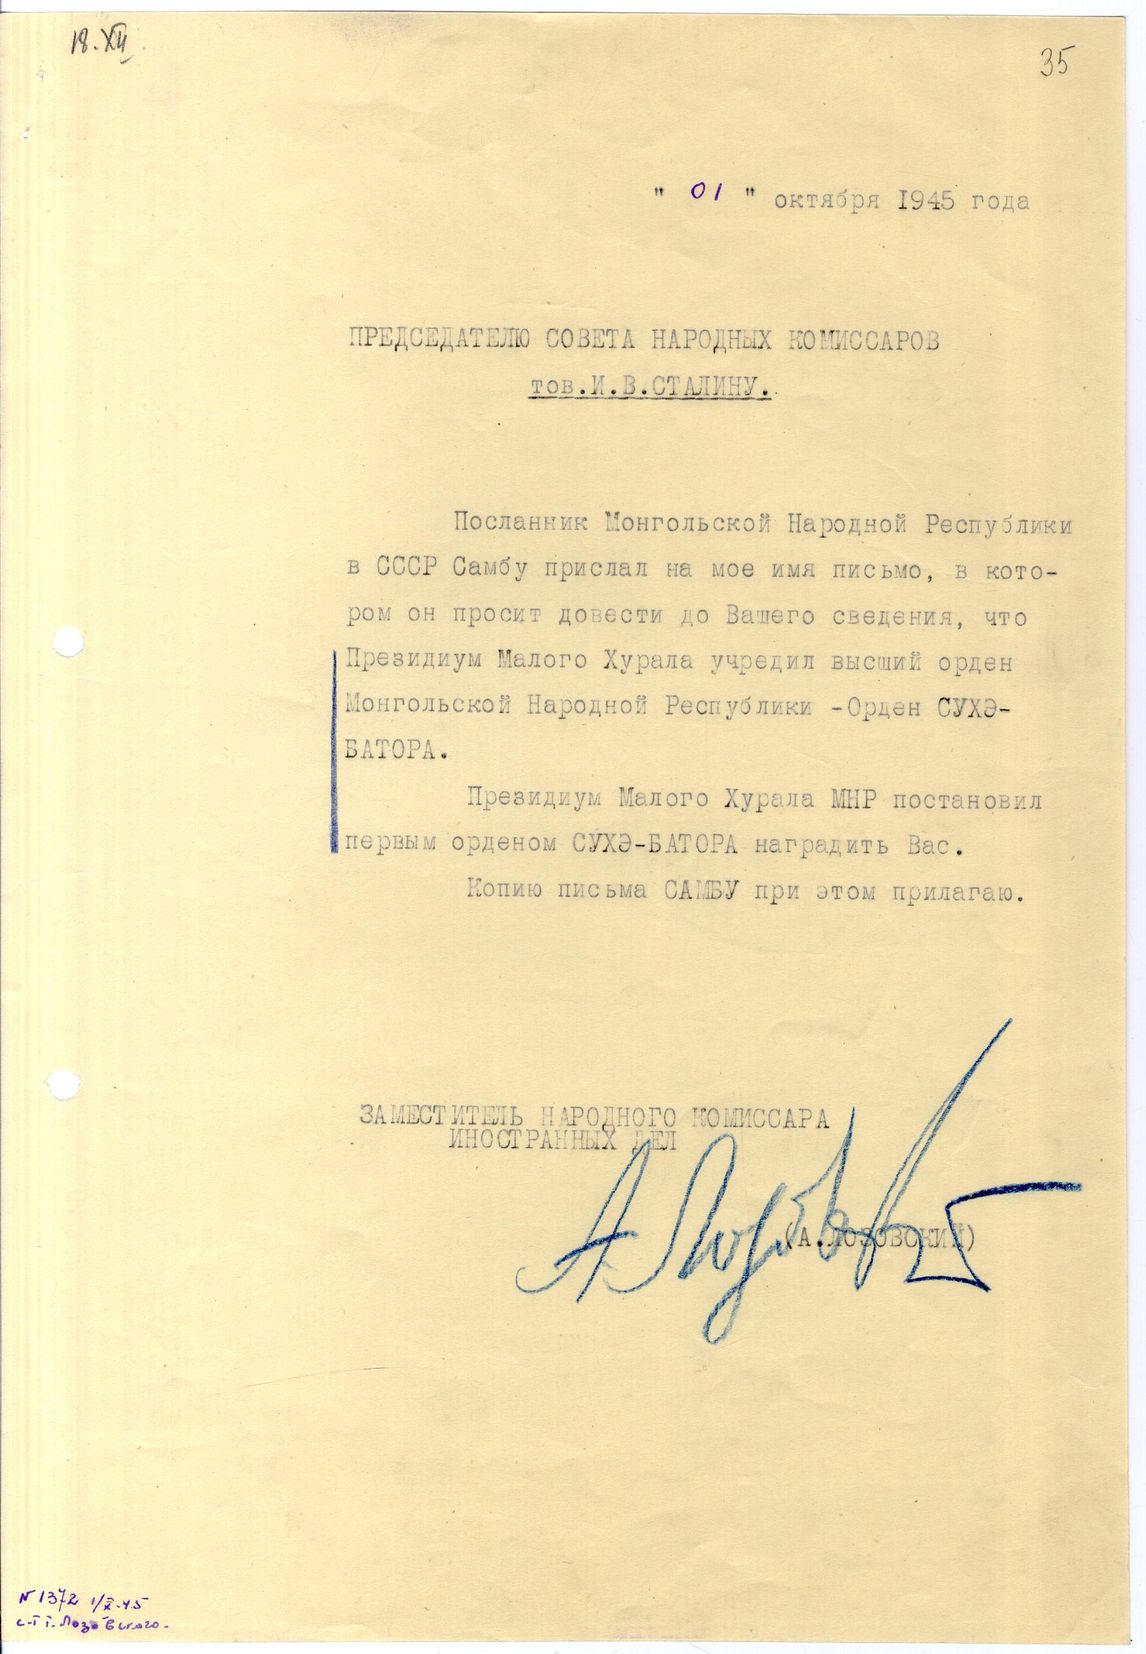 18.XII
35
" 01 " октября 1945 года
ПРЕДСЕДАТЕЛЮ СОВЕТА НАРОДНЫХ КОМИССАРОВ
тов.И.В.СТАЛИНУ.
Посланник Монгольской Народной Республики
в СССР Самбу прислал на мое имя письмо, в кото-
ром он просит довести до Вашего сведения, что
Президиум Малого Хурала учредил высший орден
Монгольской Народной Республики -Орден СУХЭ-
БАТОРА.
Президиум Малого Хурала МНР постановил
первым орденом СУХЭ-БАТОРА наградить Вас.
Копию письма САМБУ при этом прилагаю.
ЗАМЕСТИТЕЛЬ НАРОДНОГО КОМИССАРА
ИНОСТРАННЫХ ДЕЛ
А Лозовский
(А.ЛОЗОВСКИЙ)
N 1372 1/X-45
с-т т. Лозовского.